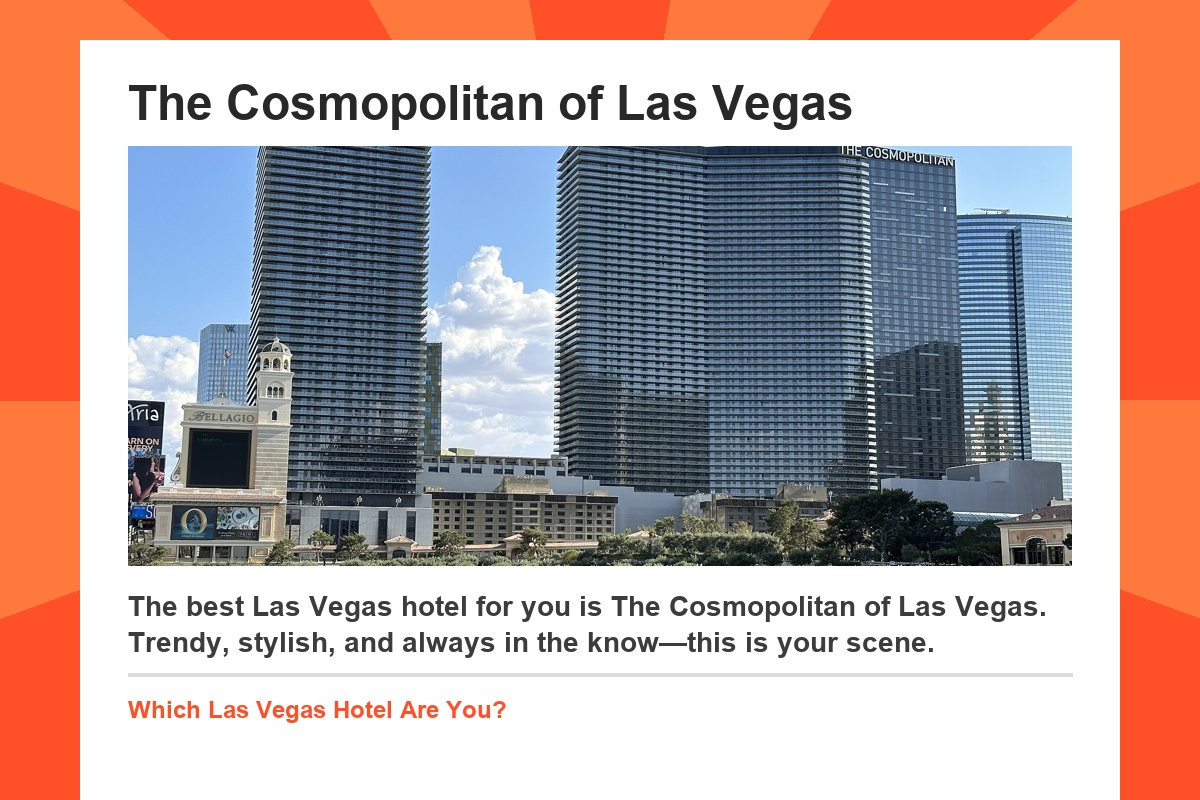 The Cosmopolitan of Las Vegas
THE COSMOPOLITAN
Aria
BELLAGIO
EVERY
O
The best Las Vegas hotel for you is The Cosmopolitan of Las Vegas.
Trendy, stylish, and always in the know—this is your scene.
Which Las Vegas Hotel Are You?